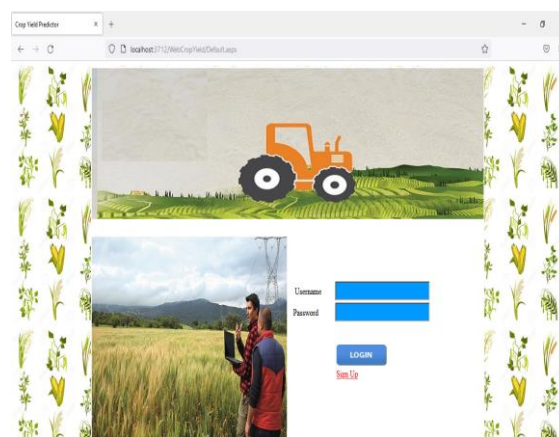 Crop Yield Predictor
localhost:3712/WebCropYield/Default.aspx
Username
Password
LOGIN
Sign Up